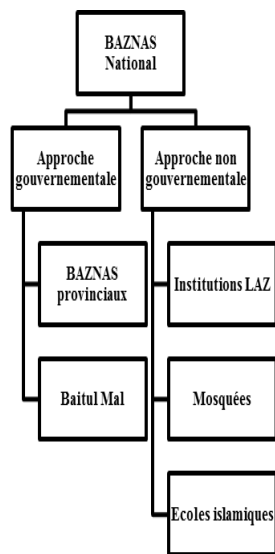 BAZNAS
National
Approche
gouvernementale
Approche non
gouvernementale
BAZNAS
provinciaux
Institutions LAZ
Baitul Mal
Mosquées
Ecoles islamiques